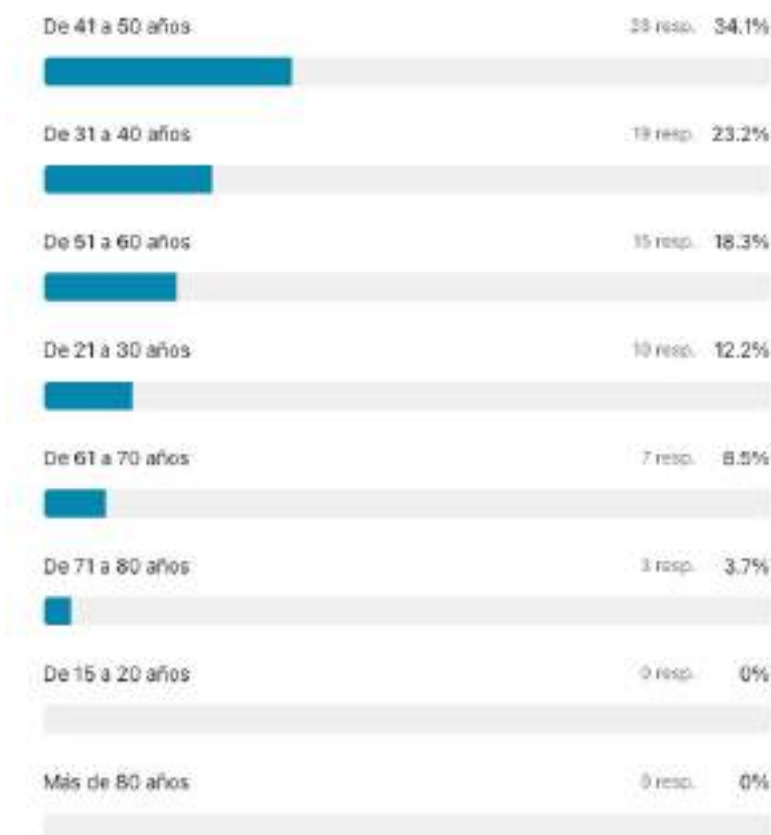 De 41 a 50 años 28 resp. 34.1%
De 31 a 40 años 19 resp. 23.2%
De 51 a 60 años 15 resp. 18.3%
De 21 a 30 años 10 resp. 12.2%
De 61 a 70 años 7 resp. 8.5%
De 71 a 80 años 3 resp. 3.7%
De 15 a 20 años 0 resp. 0%
Más de 80 años 0 resp. 0%